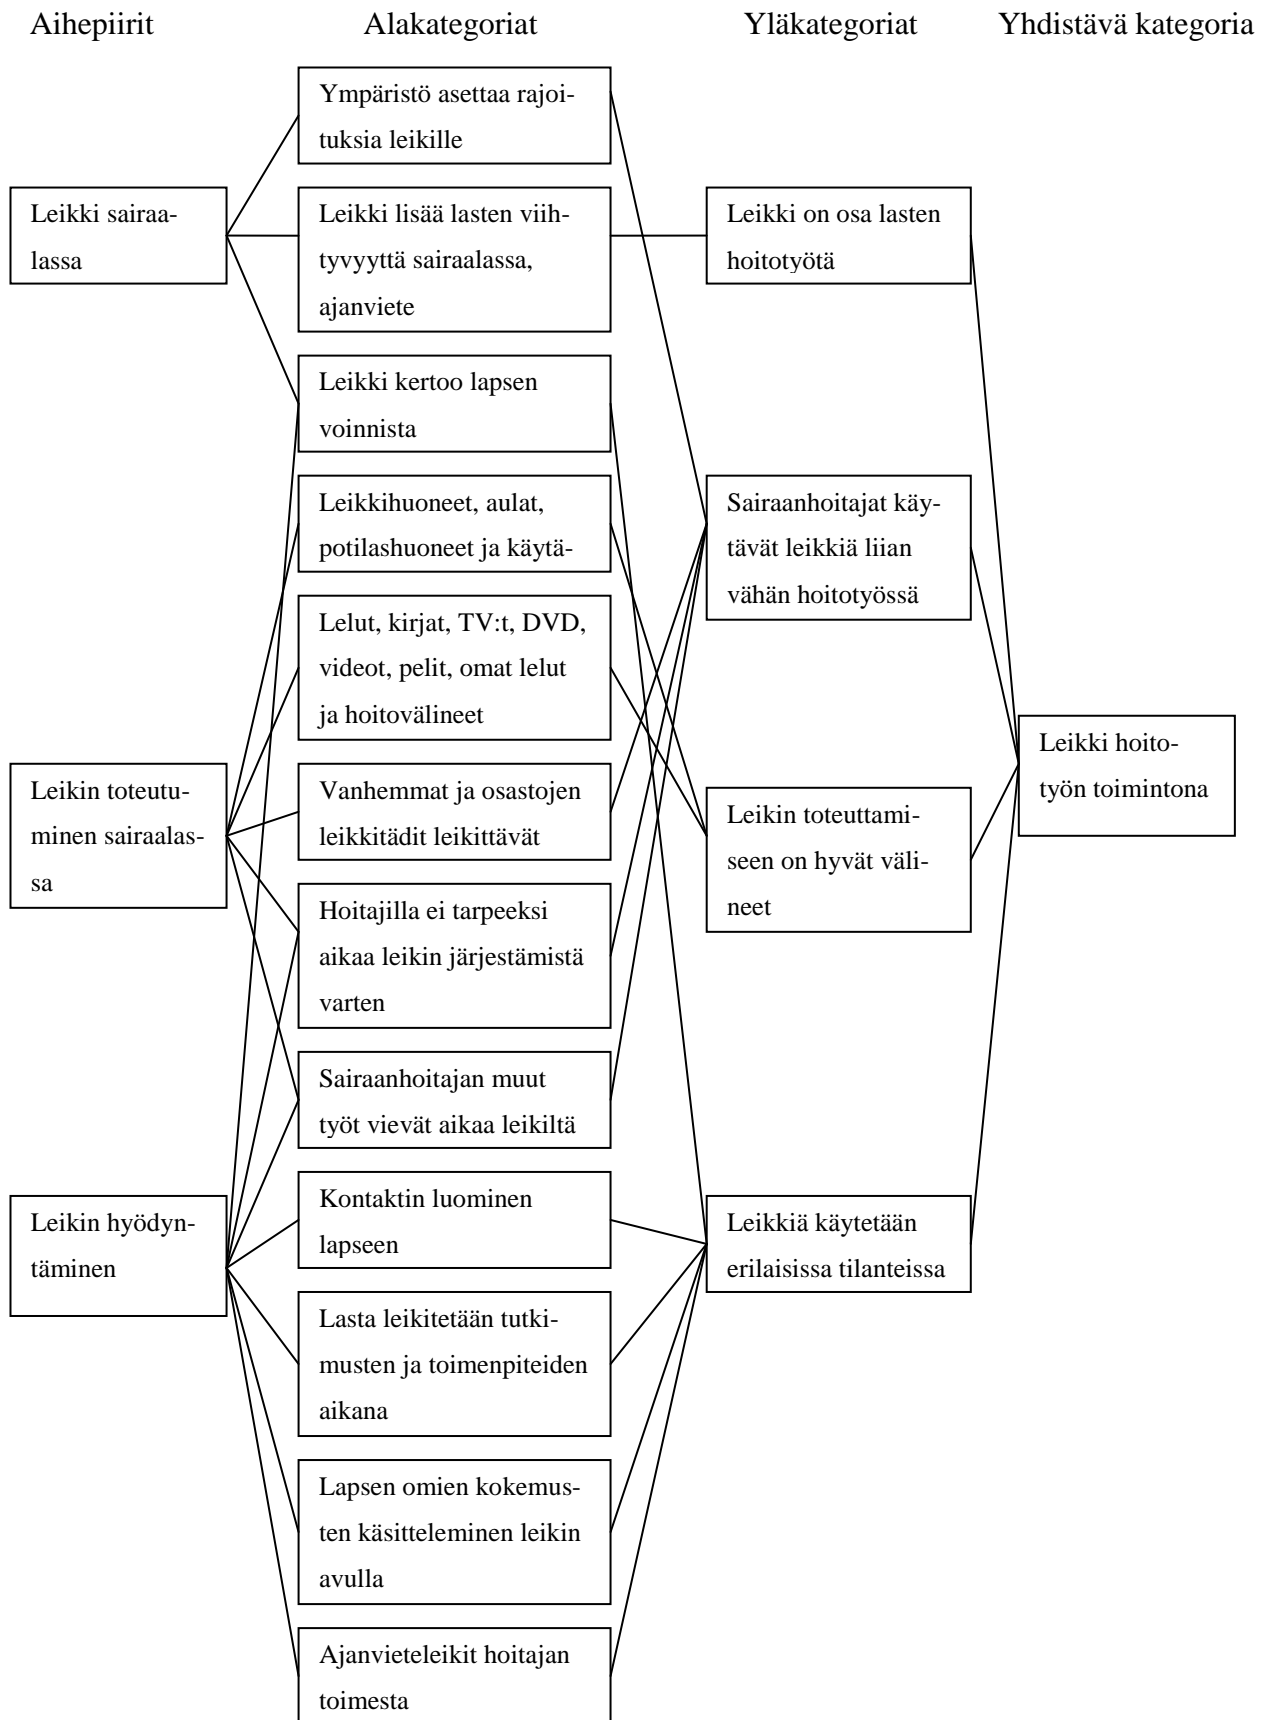 Aihepiirit
Alakategoriat
Yläkategoriat
Yhdistävä kategoria
Leikki sairaa-
lassa
Leikin toteutu-
minen sairaalas-
sa
Leikin hyödyn-
täminen
Ympäristö asettaa rajoi-
tuksia leikille
Leikki lisää lasten viih-
tyvyyttä sairaalassa,
ajanviete
Leikki kertoo lapsen
voinnista
Leikkihuoneet, aulat,
potilashuoneet ja käytä-
Lelut, kirjat, TV:t, DVD,
videot, pelit, omat lelut
ja hoitovälineet
Vanhemmat ja osastojen
leikkitädit leikittävät
Hoitajilla ei tarpeeksi
aikaa leikin järjestämistä
varten
Sairaanhoitajan muut
työt vievät aikaa leikiltä
Kontaktin luominen
lapseen
Lasta leikitetään tutki-
musten ja toimenpiteiden
aikana
Lapsen omien kokemus-
ten käsitteleminen leikin
avulla
Ajanvieteleikit hoitajan
toimesta
Leikki on osa lasten
hoitotyötä
Sairaanhoitajat käy-
tävät leikkiä liian
vähän hoitotyössä
Leikin toteuttami-
seen on hyvät väli-
neet
Leikkiä käytetään
erilaisissa tilanteissa
Leikki hoito-
työn toimintona